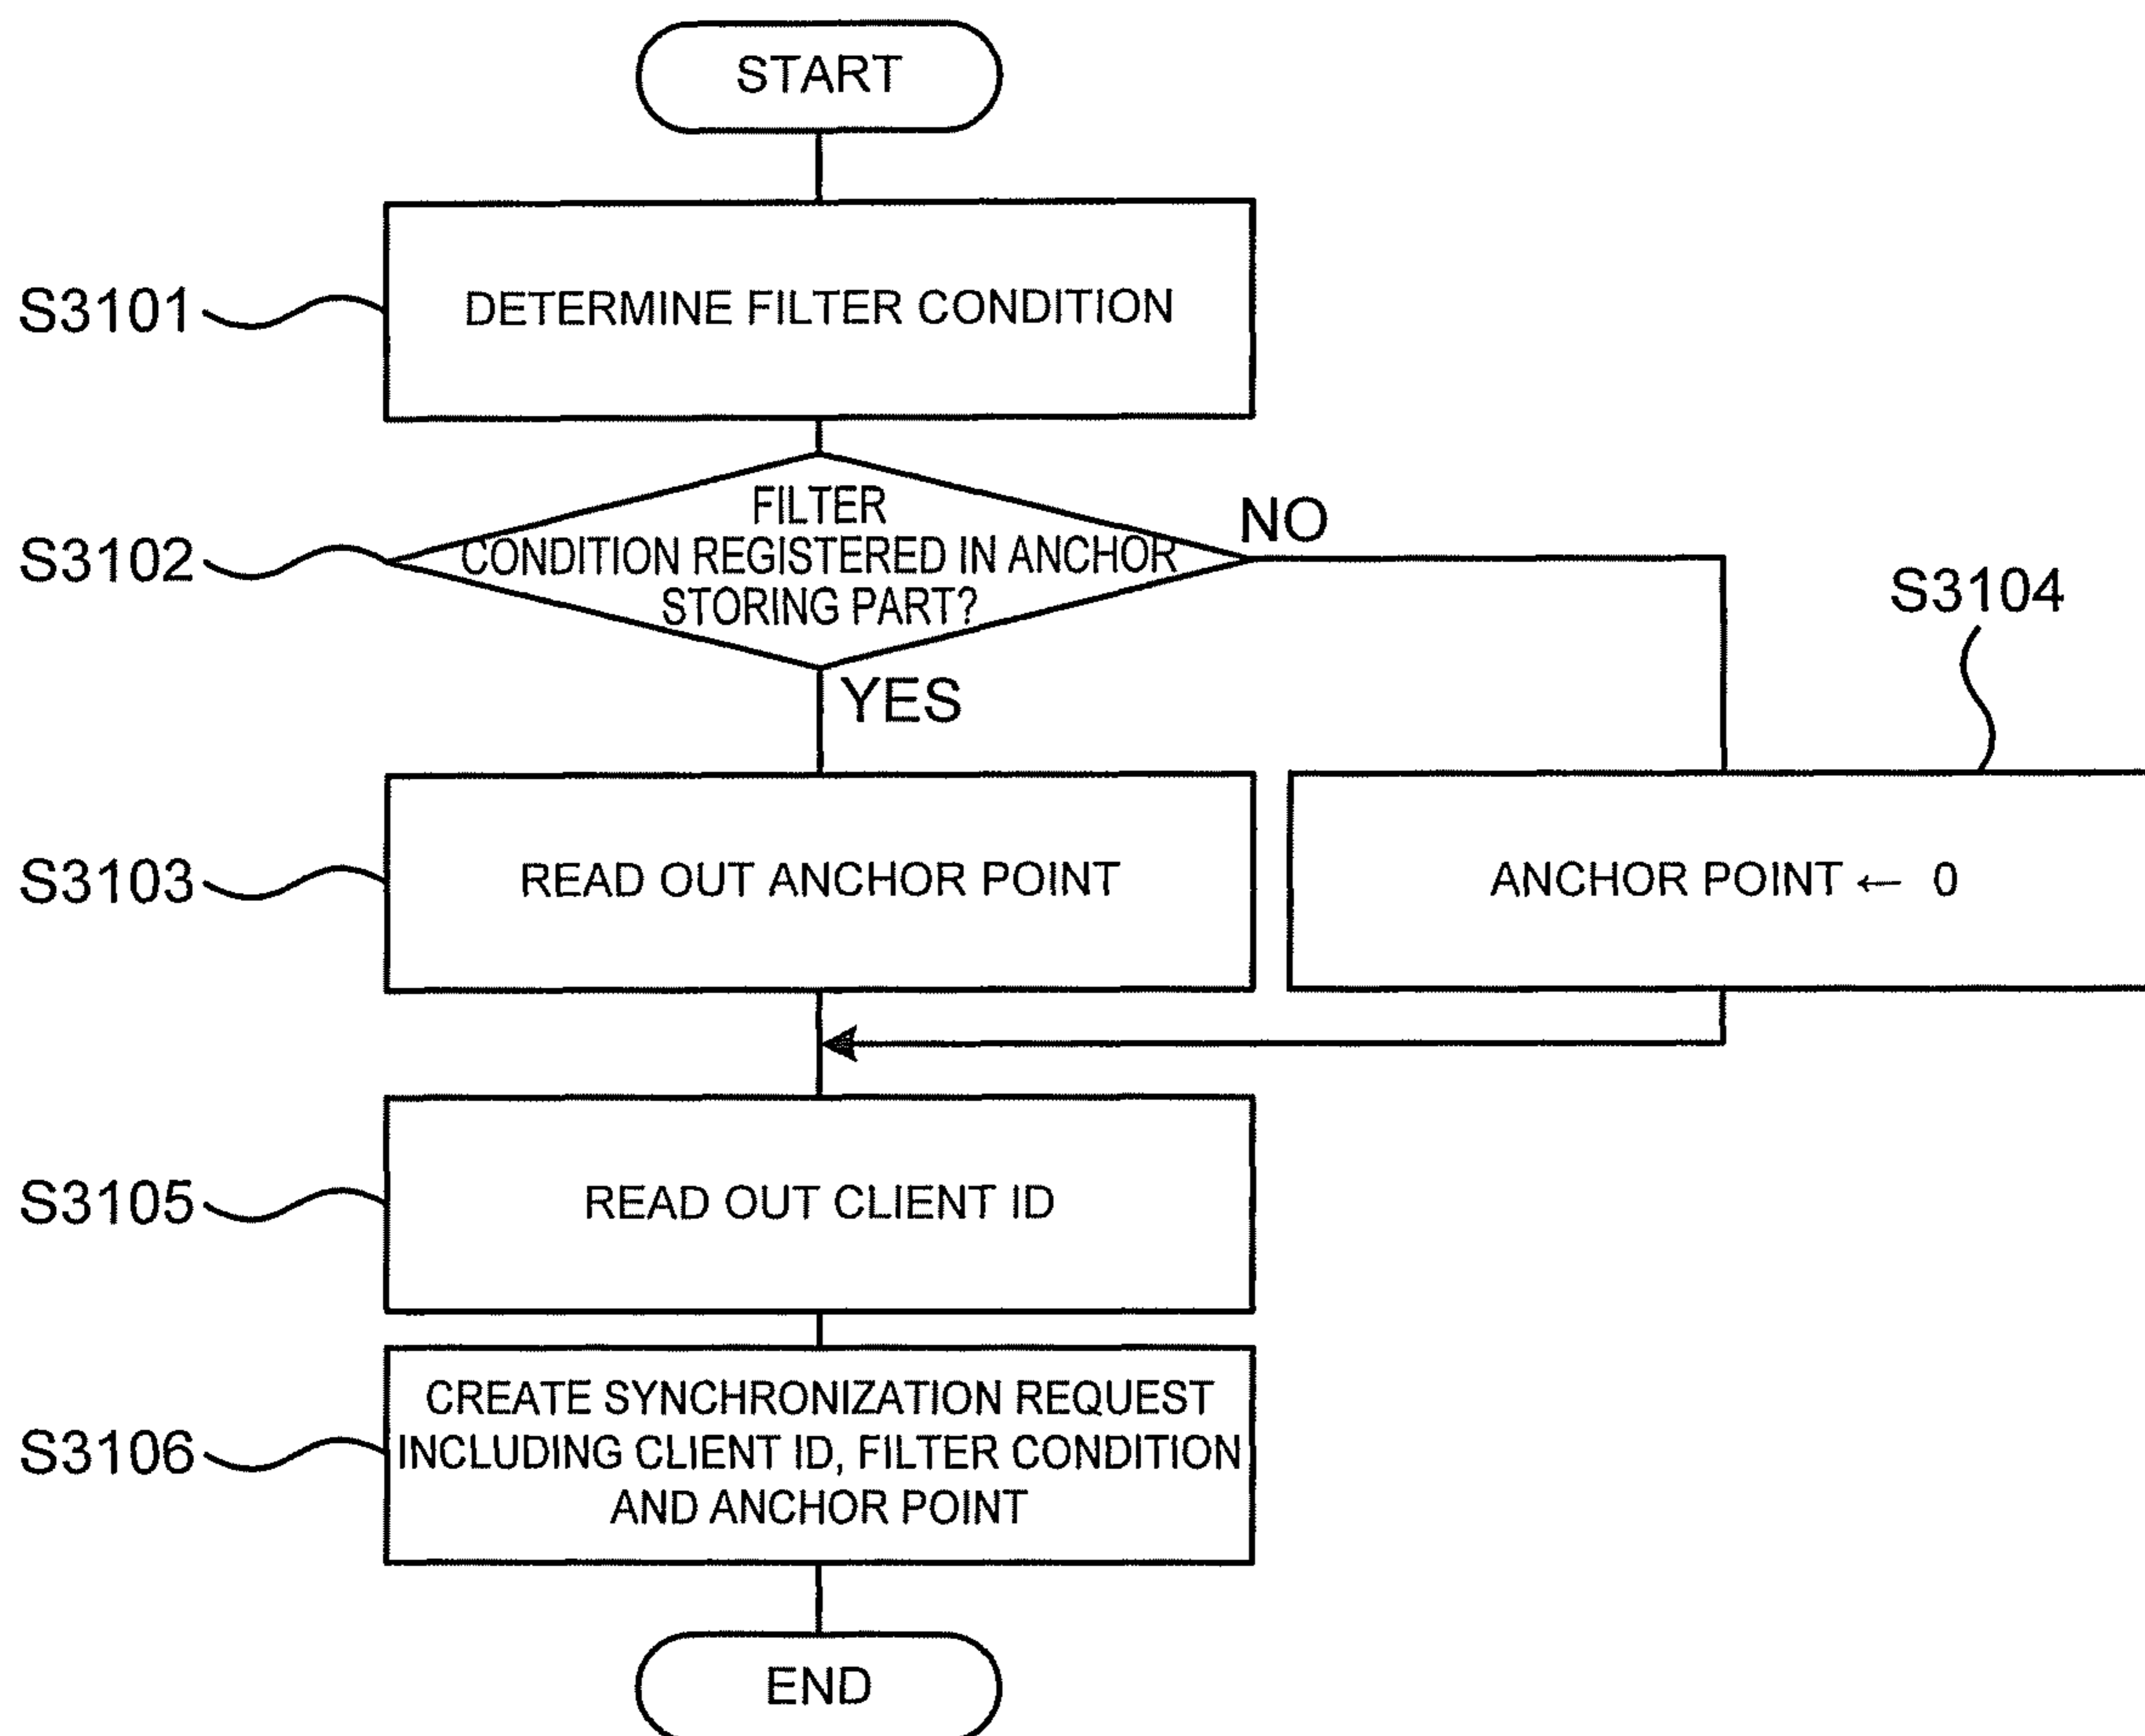 START
S3101
DETERMINE FILTER CONDITION
S3102
FILTER
CONDITION REGISTERED IN ANCHOR
STORING PART?
NO
YES
S3104
S3103
READ OUT ANCHOR POINT
ANCHOR POINT ← 0
S3105
READ OUT CLIENT ID
S3106
CREATE SYNCHRONIZATION REQUEST
INCLUDING CLIENT ID, FILTER CONDITION
AND ANCHOR POINT
END